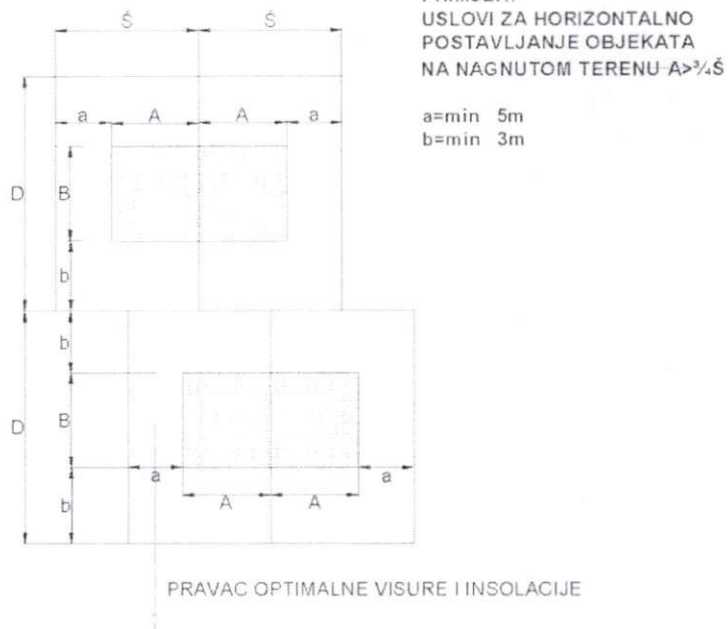 USLOVI ZA HORIZONTALNO
POSTAVLJANJE OBJEKATA
NA NAGNUTOM TERENU A>¾Š
a=min 5m
b=min 3m
Š Š
a A A a
D B
b
b
D B
a a
b A A
PRAVAC OPTIMALNE VISURE I INSOLACIJE